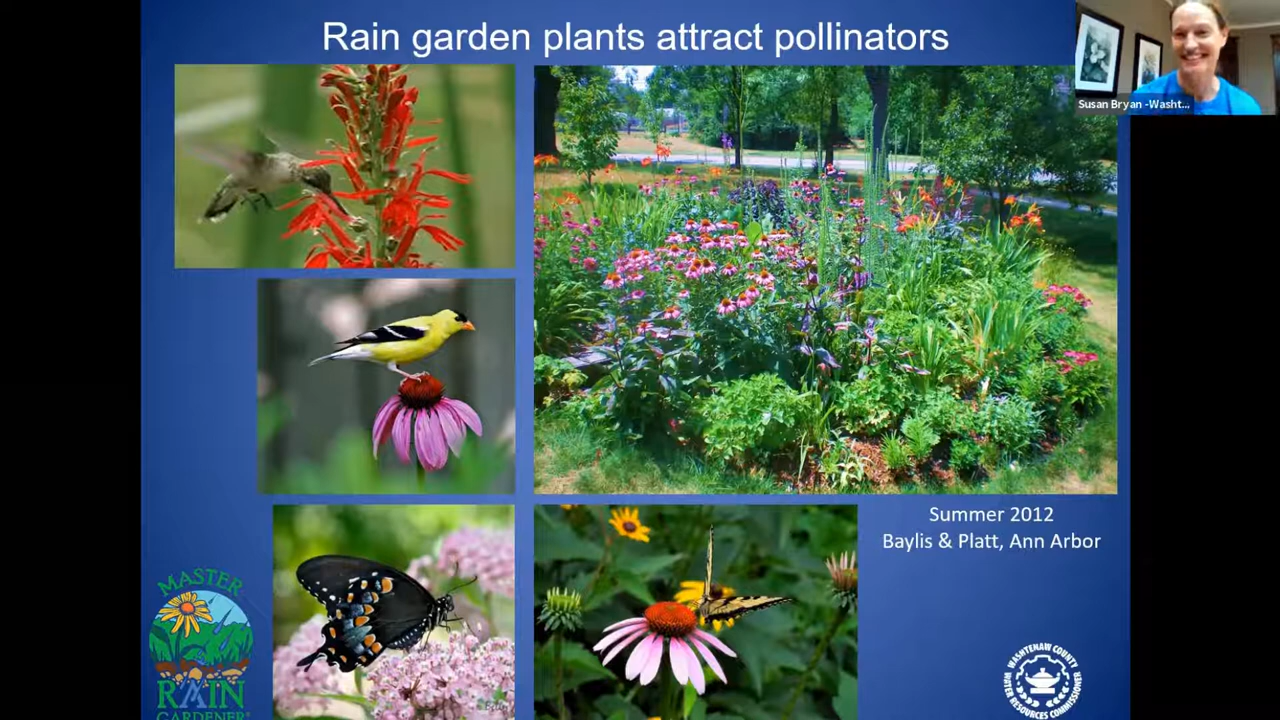 Rain garden plants attract pollinators
Susan Bryan -Washt...
Summer 2012
Baylis & Platt, Ann Arbor
MASTER
RAIN
GARDENER
WASHTENAW COUNTY
WATER RESOURCES COMMISSIONER